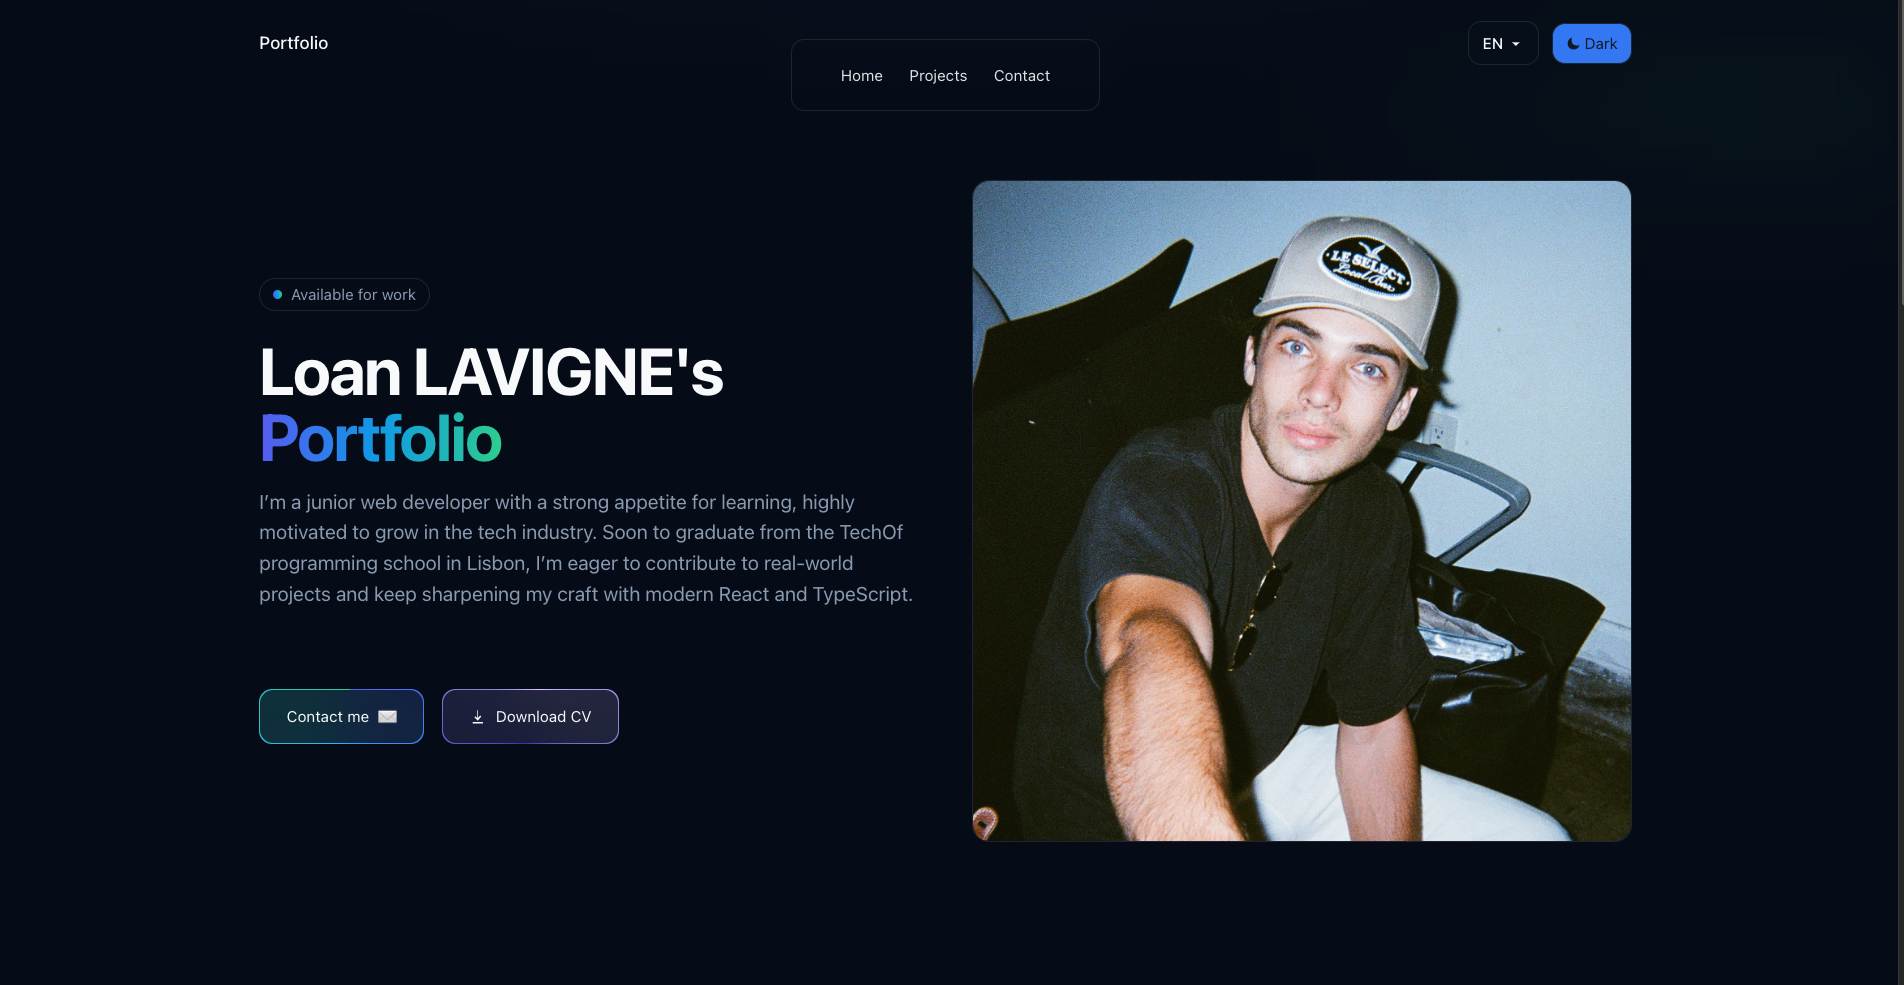 Portfolio
Home Projects Contact
EN
Dark
Available for work
Loan LAVIGNE's
Portfolio
I’m a junior web developer with a strong appetite for learning, highly
motivated to grow in the tech industry. Soon to graduate from the TechOf
programming school in Lisbon, I’m eager to contribute to real-world
projects and keep sharpening my craft with modern React and TypeScript.
Contact me
Download CV
LE SELECT
Local Bar